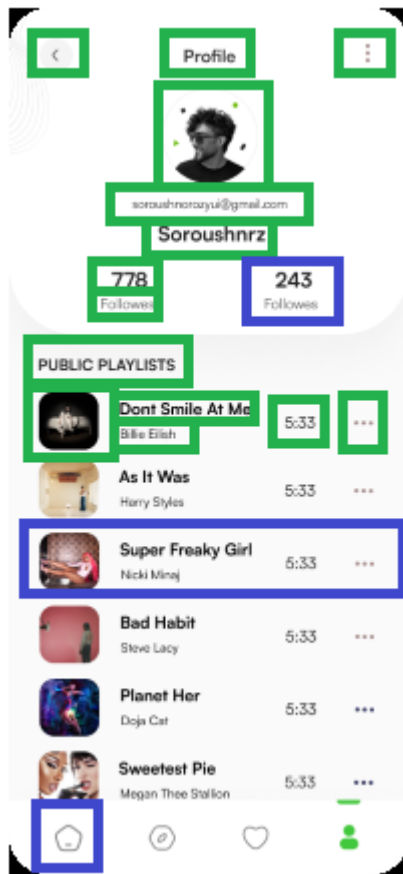 Profile
soroushnorozyui@gmail.com
Soroushnrz
778 243
Followes Followes
PUBLIC PLAYLISTS
Dont Smile At Me
Billie Eilish
5:33
As It Was
Harry Styles
5:33
Super Freaky Girl
Nicki Minaj
5:33
Bad Habit
Steve Lacy
5:33
Planet Her
Doja Cat
5:33
Sweetest Pie
Megan Thee Stallion
5:33